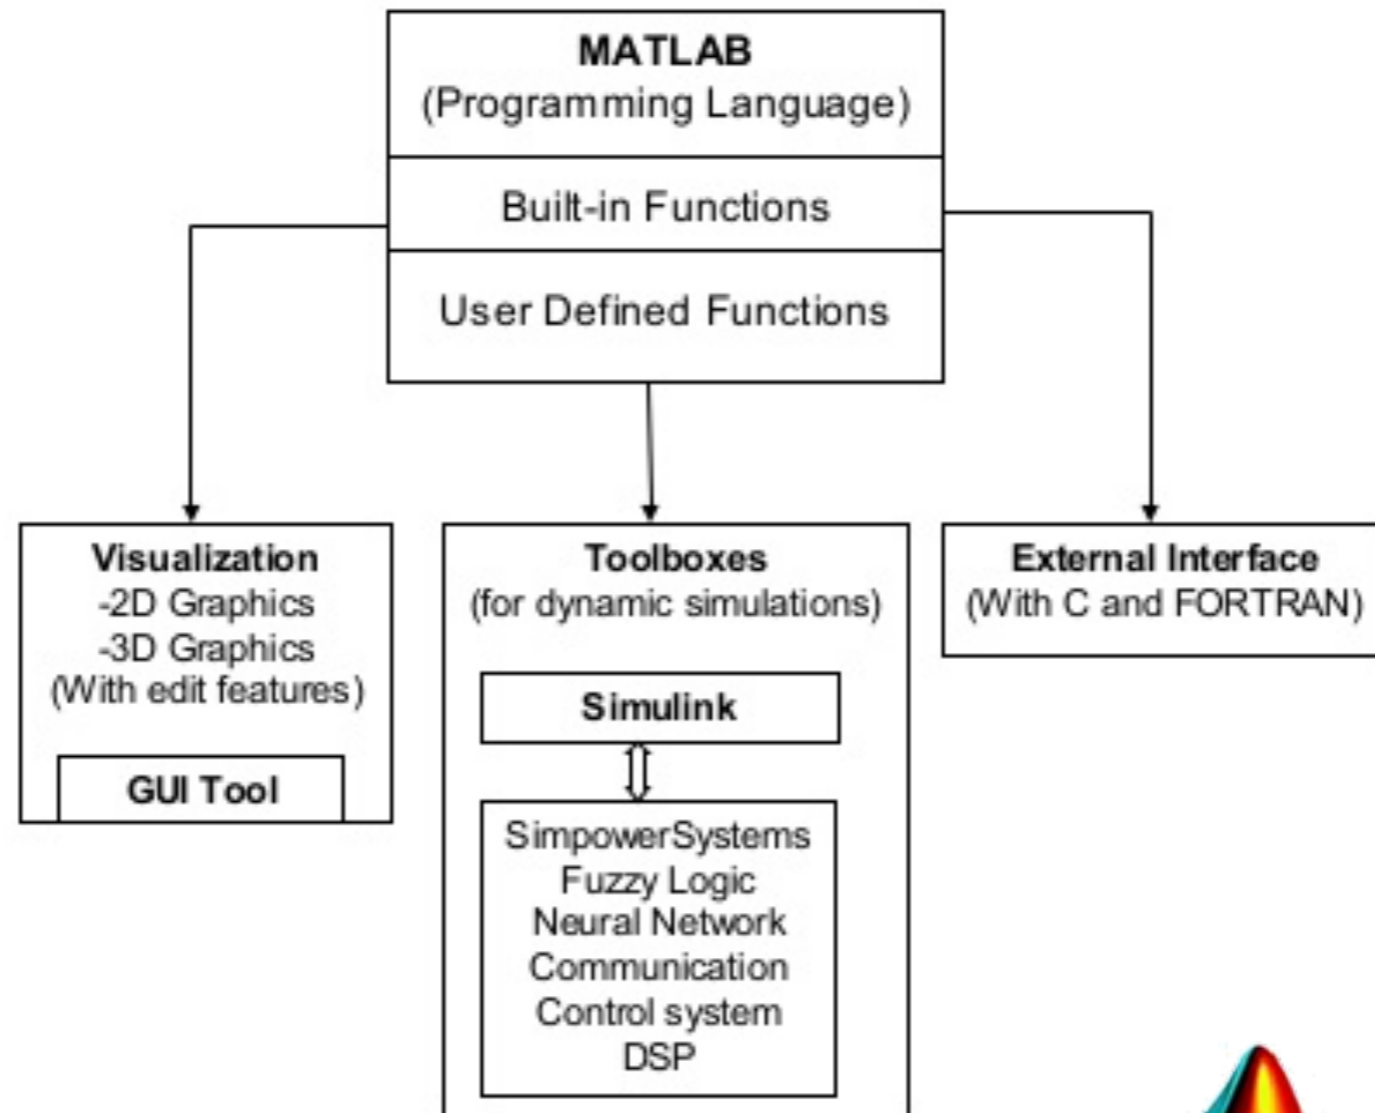 MATLAB
(Programming Language)
Built-in Functions
User Defined Functions
Visualization
-2D Graphics
-3D Graphics
(With edit features)
GUI Tool
Toolboxes
(for dynamic simulations)
Simulink
SimpowerSystems
Fuzzy Logic
Neural Network
Communication
Control system
DSP
External Interface
(With C and FORTRAN)